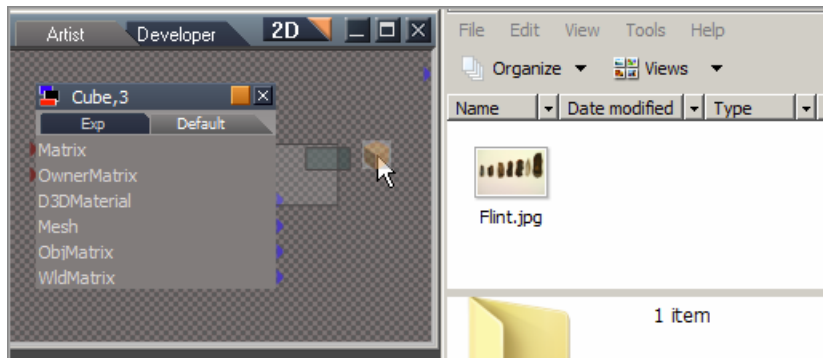 Artist Developer 2D
Cube,3
Exp Default
Matrix
OwnerMatrix
D3DMaterial
Mesh
ObjMatrix
WldMatrix
File Edit View Tools Help
Organize Views
Name Date modified Type
Flint.jpg
1 item